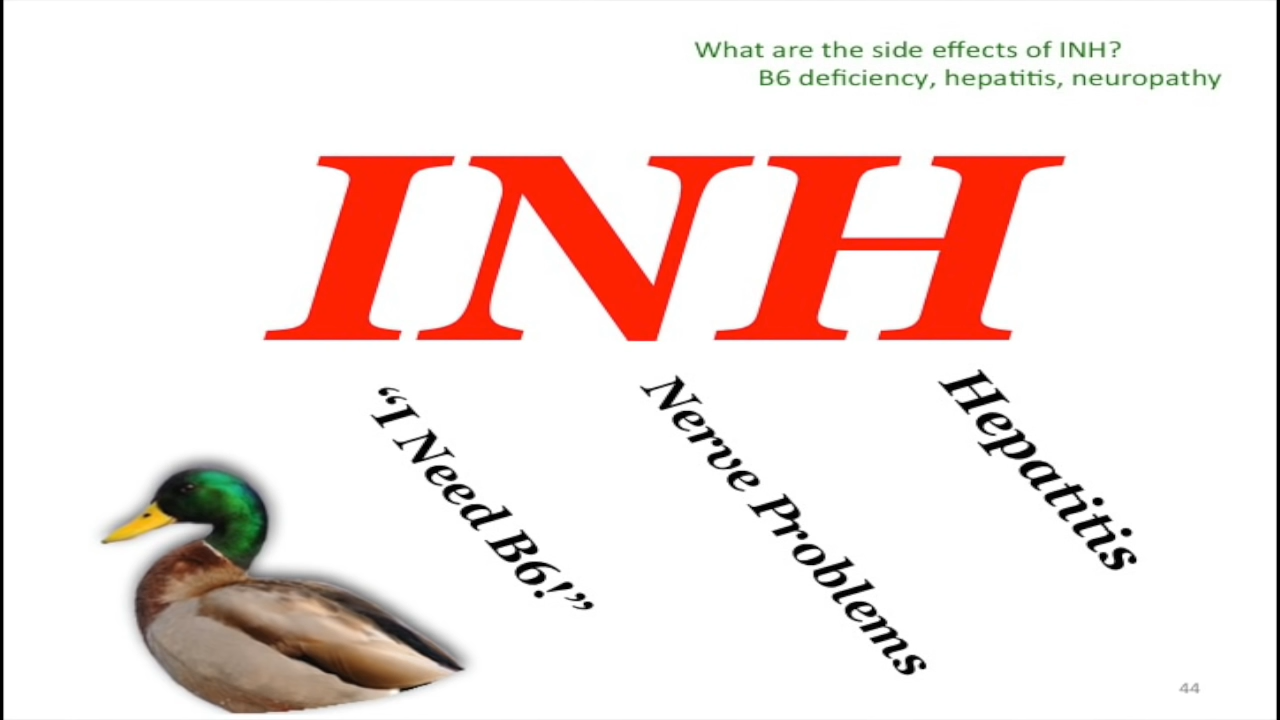 What are the side effects of INH?
B6 deficiency, hepatitis, neuropathy
INH
“I Need B6!”
Nerve Problems
Hepatitis
44